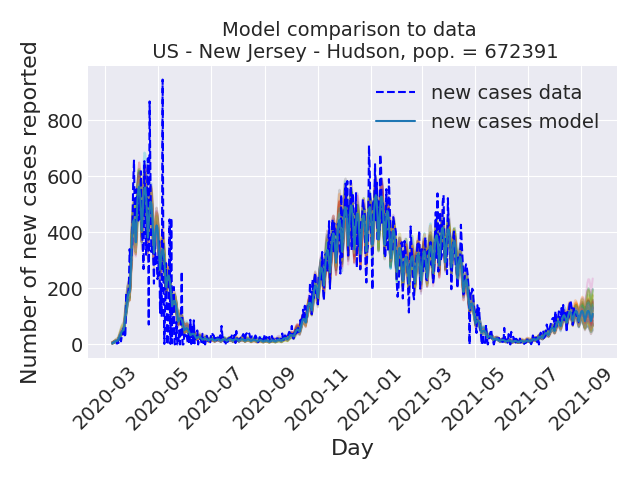 Model comparison to data
US - New Jersey - Hudson, pop. = 672391
Number of new cases reported
800
600
400
200
0
new cases data
new cases model
2020-03
2020-05
2020-07
2020-09
2020-11
2021-01
2021-03
2021-05
2021-07
2021-09
Day